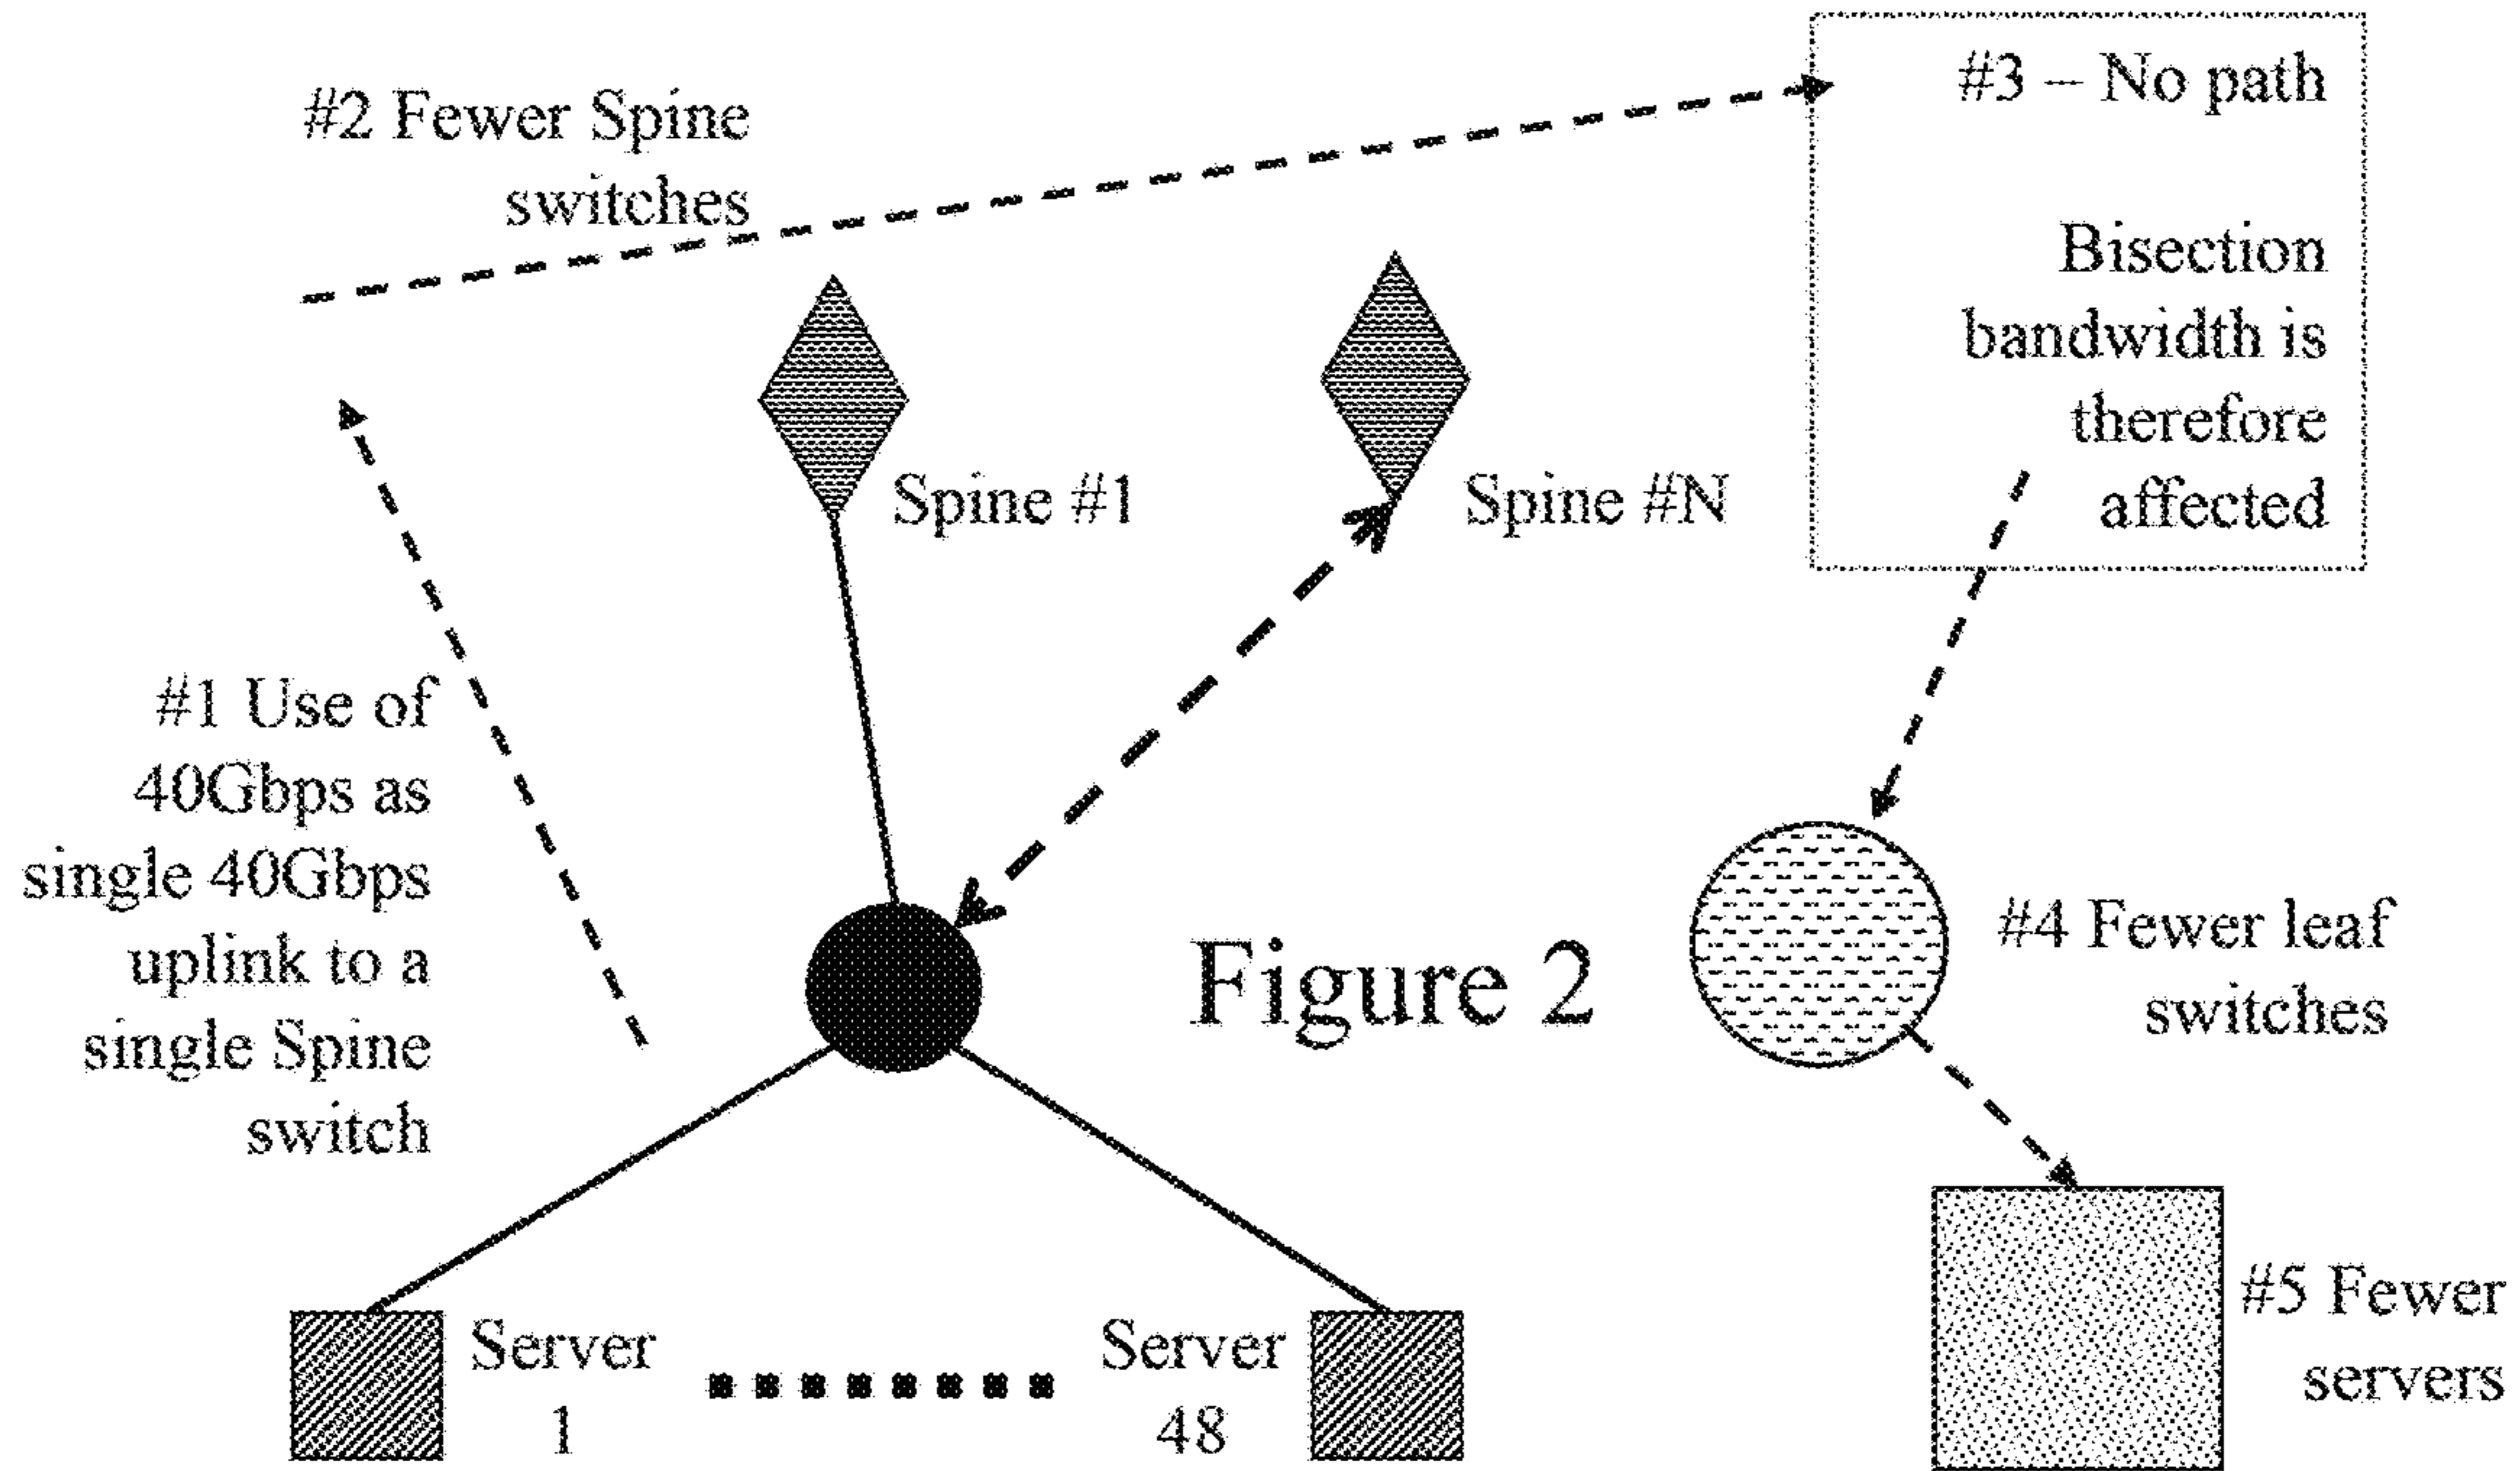 #2 Fewer Spine
switches
#3 – No path
Bisection
bandwidth is
therefore
affected
Spine #1
Spine #N
#1 Use of
40Gbps as
single 40Gbps
uplink to a
single Spine
switch
Figure 2
#4 Fewer leaf
switches
Server
1
Server
48
#5 Fewer
servers